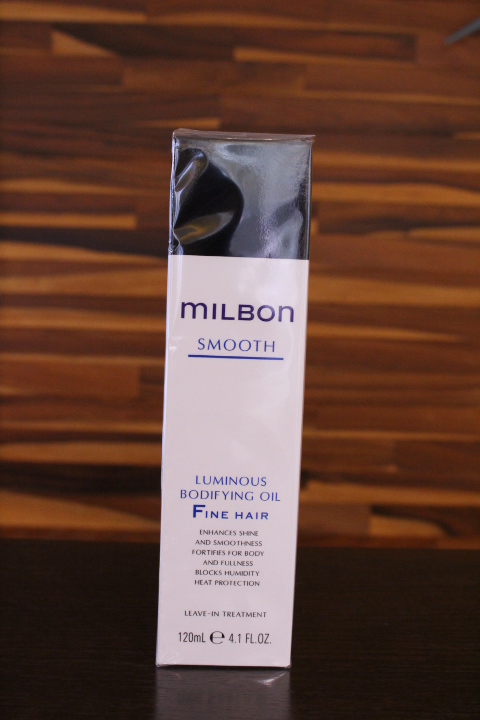 MILBON
SMOOTH
LUMINOUS
BODIFYING OIL
FINE HAIR
ENHANCES SHINE
AND SMOOTHNESS
FORTIFIES FOR BODY
AND FULLNESS
BLOCKS HUMIDITY
HEAT PROTECTION
LEAVE-IN TREATMENT
120mL ℮ 4.1 FL.OZ.